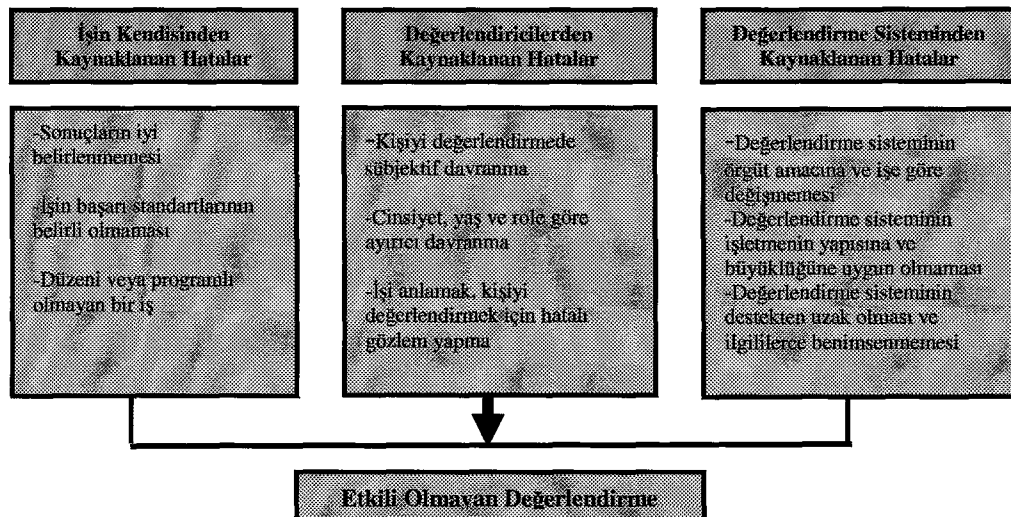 İşin Kendisinden
Kaynaklanan Hatalar
-Sonuçların iyi
belirlenmemesi
-İşin başarı standartlarının
belirli olmaması
-Düzeni veya programlı
olmayan bir iş
Değerlendiricilerden
Kaynaklanan Hatalar
-Kişiyi değerlendirmede
sübjektif davranma
-Cinsiyet, yaş ve role göre
ayırıcı davranma
-İşi anlamak, kişiyi
değerlendirmek için hatalı
gözlem yapma
Değerlendirme Sisteminden
Kaynaklanan Hatalar
-Değerlendirme sisteminin
örgüt amacına ve işe göre
değişmemesi
-Değerlendirme sisteminin
işletmenin yapısına ve
büyüklüğüne uygun olmaması
-Değerlendirme sisteminin
destekten uzak olması ve
ilgililerce benimsenmemesi
Etkili Olmayan Değerlendirme